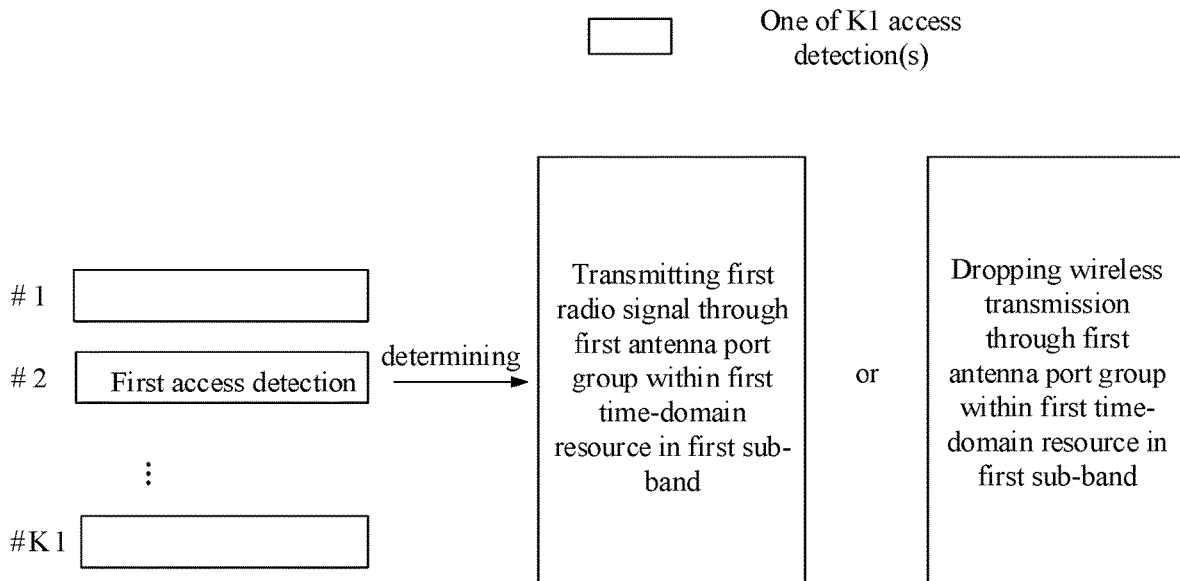 One of K1 access
detection(s)
#1
#2
First access detection
⋮
#K1
determining
Transmitting first
radio signal through
first antenna port
group within first
time-domain
resource in first sub-
band
or
Dropping wireless
transmission
through first
antenna port group
within first time-
domain resource in
first sub-band